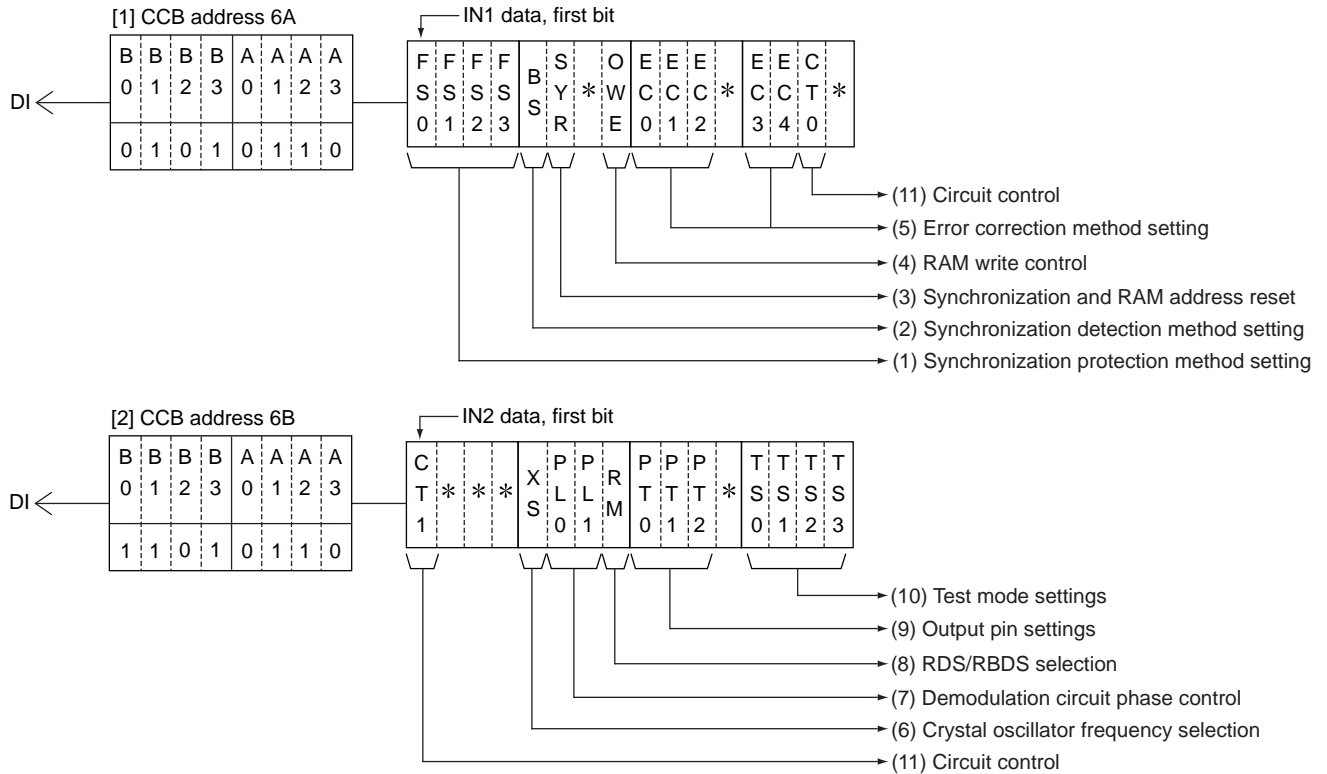 [1] CCB address 6A
IN1 data, first bit
DI
B0 B1 B2 B3 A0 A1 A2 A3
0 1 0 1 0 1 1 0
FS0 FS1 FS2 FS3 BS SYR * OWE EC0 EC1 EC2 * EC3 EC4 CT0 *
(11) Circuit control
(5) Error correction method setting
(4) RAM write control
(3) Synchronization and RAM address reset
(2) Synchronization detection method setting
(1) Synchronization protection method setting
[2] CCB address 6B
IN2 data, first bit
DI
B0 B1 B2 B3 A0 A1 A2 A3
1 1 0 1 0 1 1 0
CT1 * * * XS PL0 PL1 RM PT0 PT1 PT2 * TS0 TS1 TS2 TS3
(10) Test mode settings
(9) Output pin settings
(8) RDS/RBDS selection
(7) Demodulation circuit phase control
(6) Crystal oscillator frequency selection
(11) Circuit control